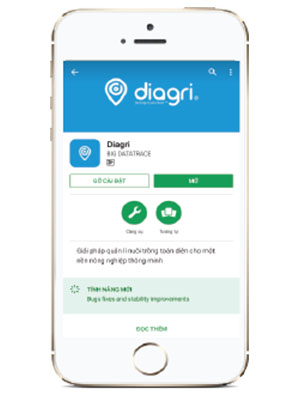 diagri
Diagri
BIG DATATRACE
3+
GỠ CÀI ĐẶT
MỞ
Công cụ
Tương tự
Giải pháp quản lí nuôi trồng toàn diện cho một
nền nông nghiệp thông minh
TÍNH NĂNG MỚI
Bugs fixes and stability improvements
ĐỌC THÊM